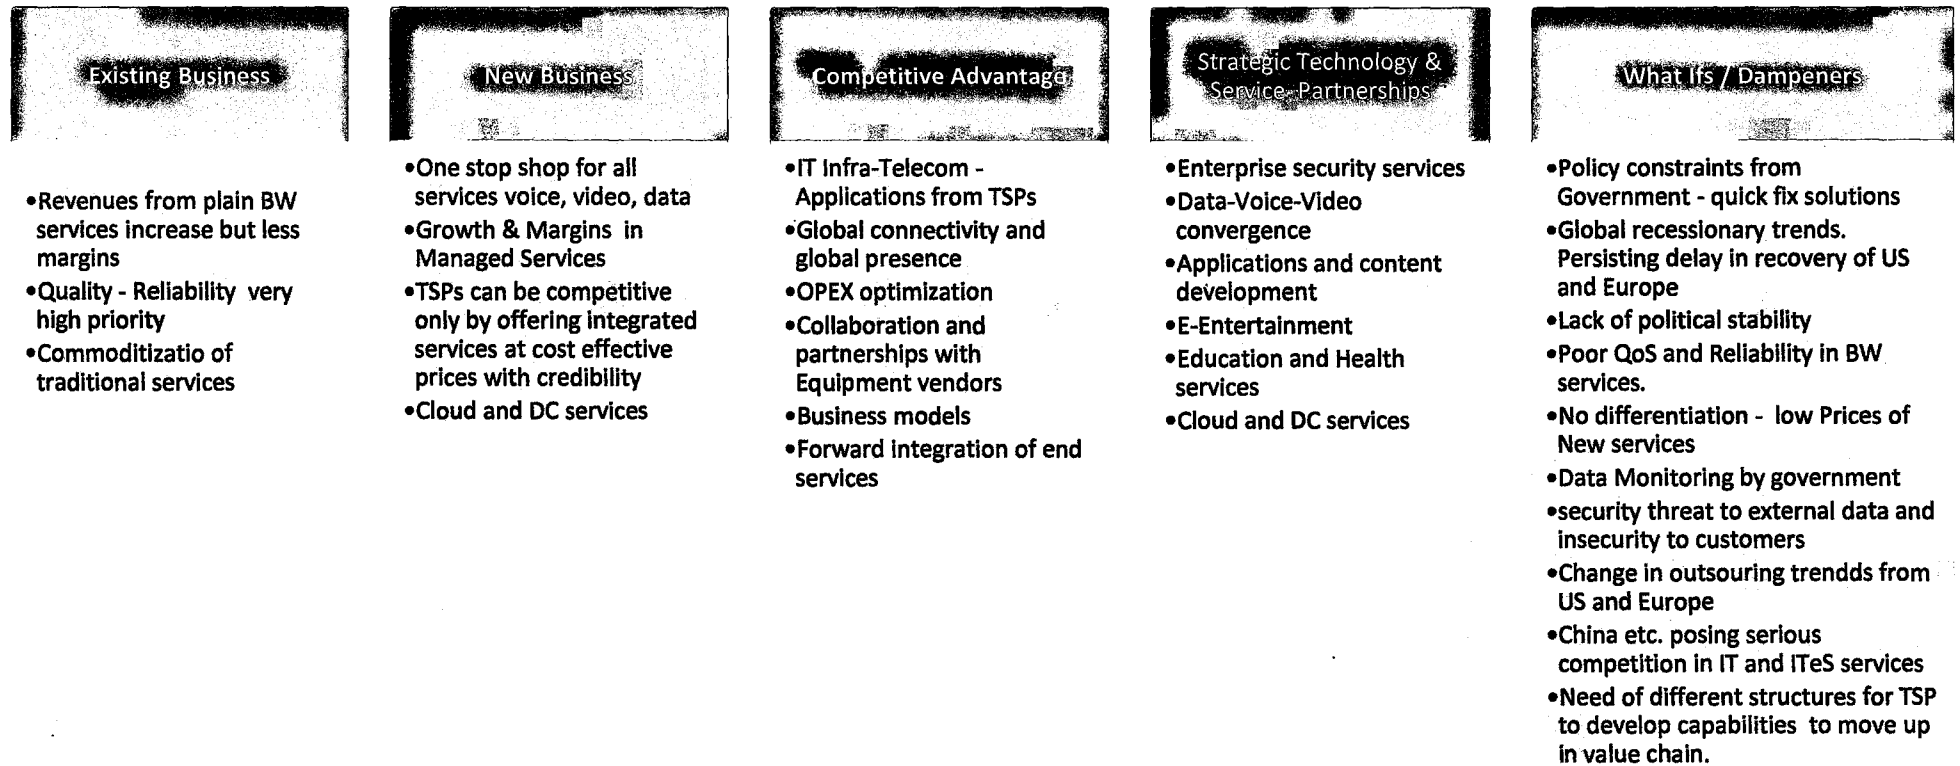 Existing Business
•Revenues from plain BW
services increase but less
margins
•Quality - Reliability very
high priority
•Commoditizatio of
traditional services
New Business
•One stop shop for all
services voice, video, data
•Growth & Margins in
Managed Services
•TSPs can be competitive
only by offering integrated
services at cost effective
prices with credibility
•Cloud and DC services
Competitive Advantage
•IT Infra-Telecom -
Applications from TSPs
•Global connectivity and
global presence
•OPEX optimization
•Collaboration and
partnerships with
Equipment vendors
•Business models
•Forward integration of end
services
Strategic Technology &
Service- Partnerships
•Enterprise security services
•Data-Voice-Video
convergence
•Applications and content
development
•E-Entertainment
•Education and Health
services
•Cloud and DC services
What Ifs / Dampeners
•Policy constraints from
Government - quick fix solutions
•Global recessionary trends.
Persisting delay in recovery of US
and Europe
•Lack of political stability
•Poor QoS and Reliability in BW
services.
•No differentiation - low Prices of
New services
•Data Monitoring by government
•security threat to external data and
insecurity to customers
•Change in outsouring trendds from
US and Europe
•China etc. posing serious
competition in IT and ITeS services
•Need of different structures for TSP
to develop capabilities to move up
in value chain.